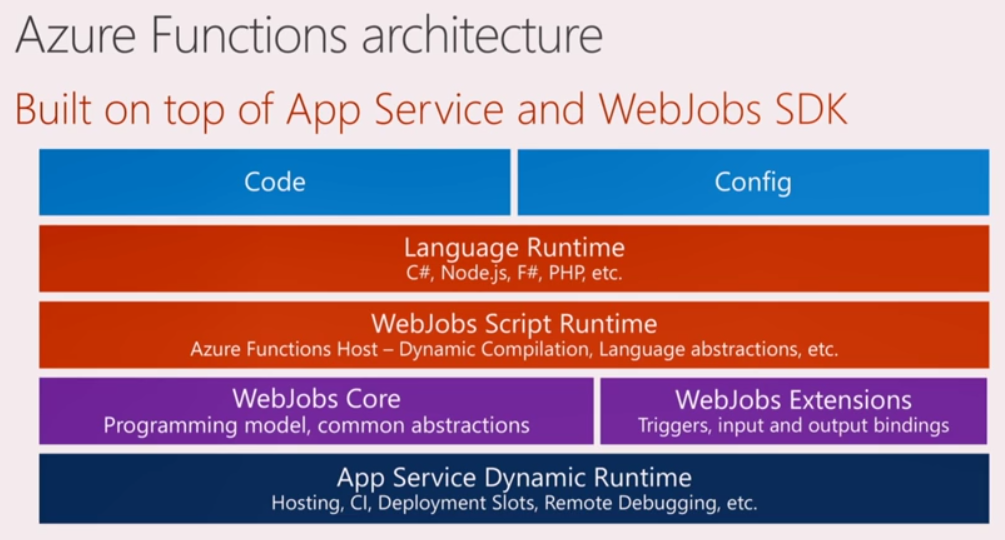 Azure Functions architecture
Built on top of App Service and WebJobs SDK
Code
Config
Language Runtime
C#, Node.js, F#, PHP, etc.
WebJobs Script Runtime
Azure Functions Host – Dynamic Compilation, Language abstractions, etc.
WebJobs Core
Programming model, common abstractions
WebJobs Extensions
Triggers, input and output bindings
App Service Dynamic Runtime
Hosting, CI, Deployment Slots, Remote Debugging, etc.